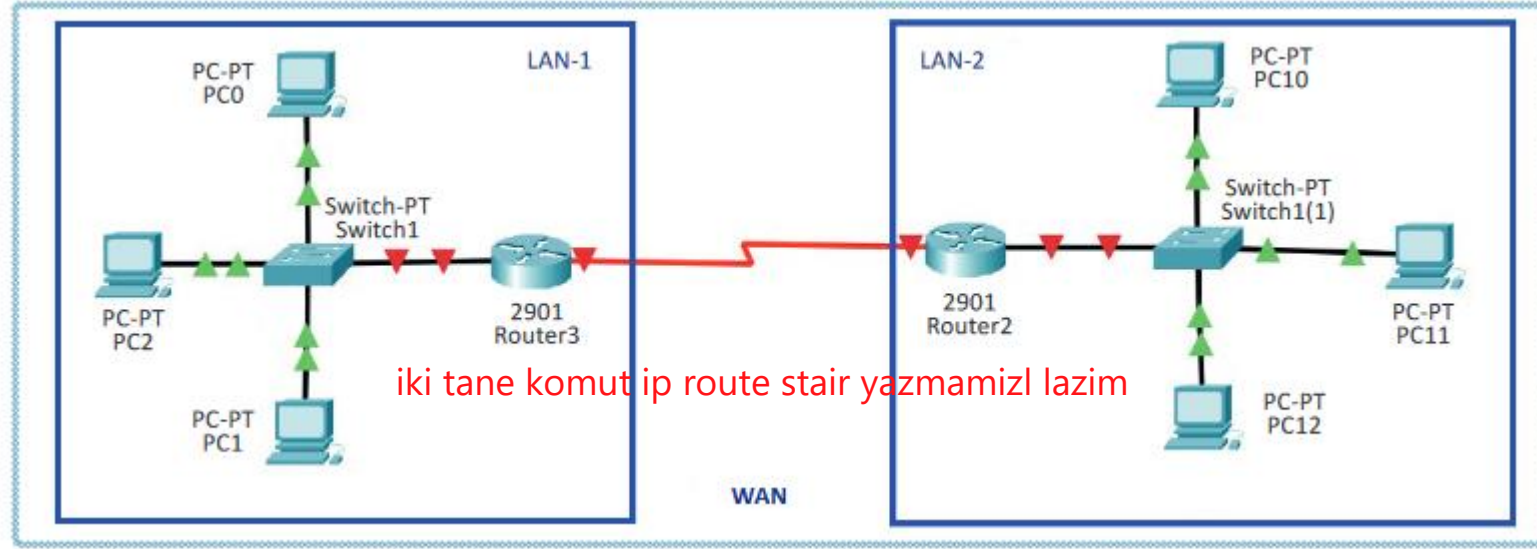 LAN-1
LAN-2
PC-PT
PC0
PC-PT
PC10
Switch-PT
Switch1
Switch-PT
Switch1(1)
PC-PT
PC2
2901
Router3
2901
Router2
PC-PT
PC11
iki tane komut ip route stair yazmamizl lazim
PC-PT
PC1
PC-PT
PC12
WAN